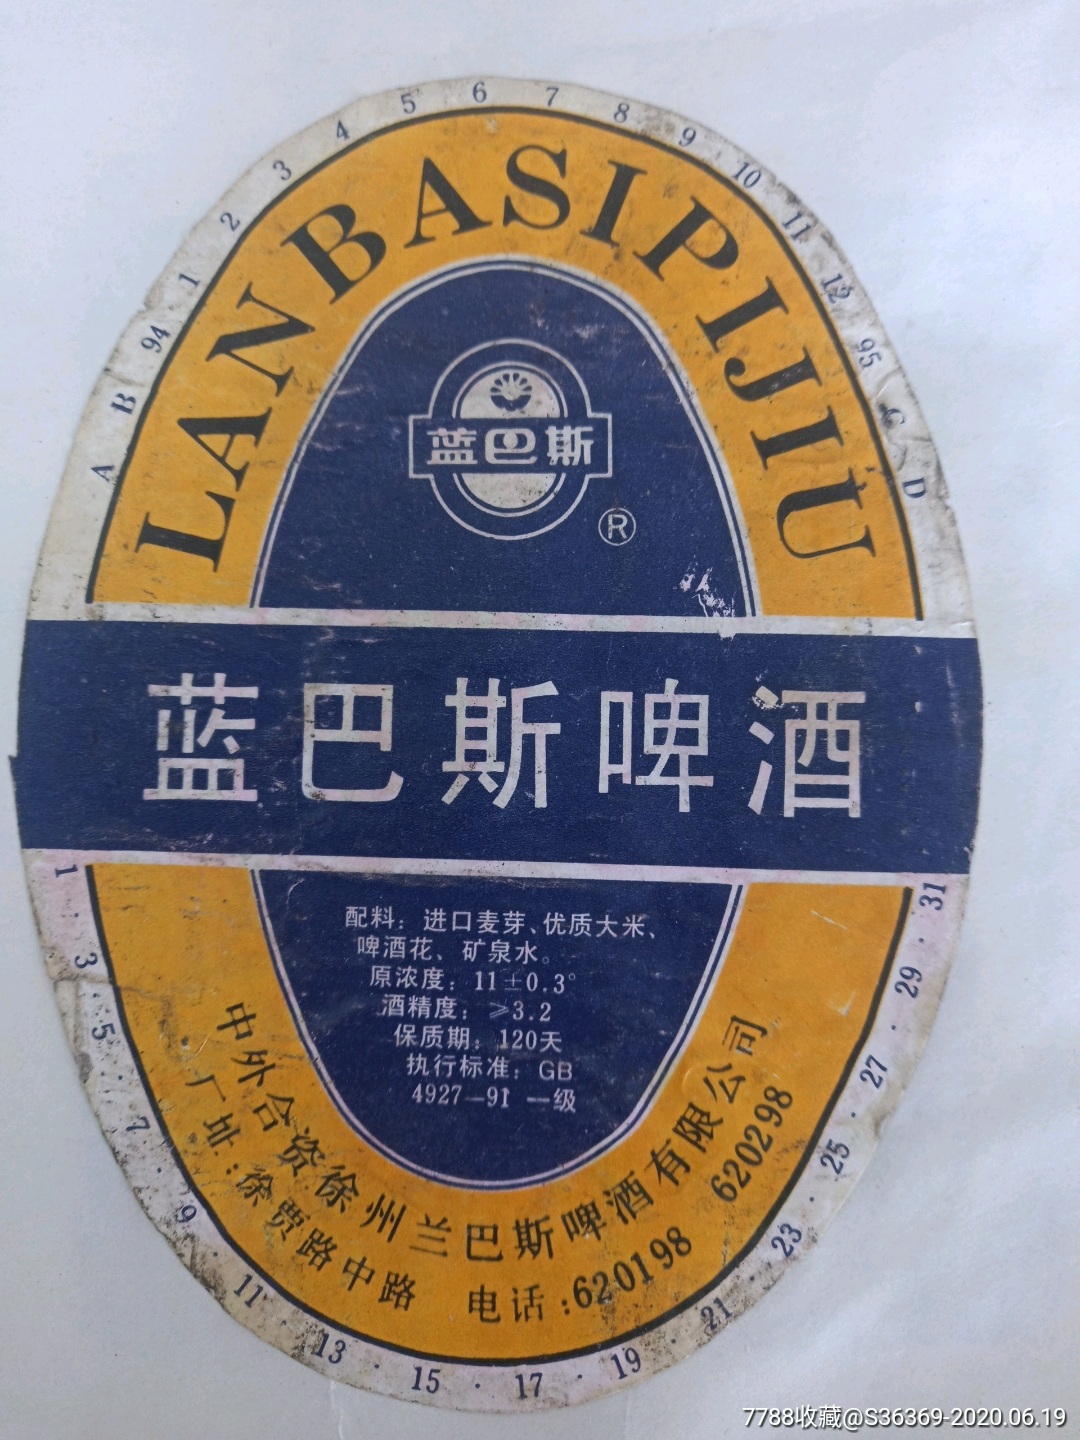 A B 94 1 2 3 4 5 6 7 8 9 10 11 12 95 C D
LANBASIPIJIU
蓝巴斯
®
蓝巴斯啤酒
配料：进口麦芽、优质大米、
啤酒花、矿泉水。
原浓度：11±0.3°
酒精度：≥3.2
保质期：120天
执行标准：GB
4927—91 一级
中外合资徐州兰巴斯啤酒有限公司
厂址：徐贾路中路 电话：620198 620298
1 · 3 · 5 · 7 · 9 · 11 · 13 · 15 · 17 · 19 · 21 · 23 · 25 · 27 · 29 · 31
7788收藏@S36369-2020.06.19